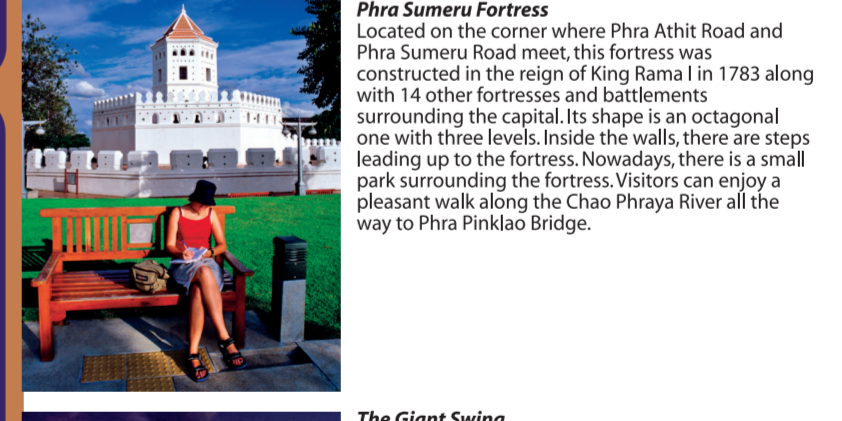 Phra Sumeru Fortress
Located on the corner where Phra Athit Road and
Phra Sumeru Road meet, this fortress was
constructed in the reign of King Rama I in 1783 along
with 14 other fortresses and battlements
surrounding the capital. Its shape is an octagonal
one with three levels. Inside the walls, there are steps
leading up to the fortress. Nowadays, there is a small
park surrounding the fortress. Visitors can enjoy a
pleasant walk along the Chao Phraya River all the
way to Phra Pinklao Bridge.
The Giant Swing